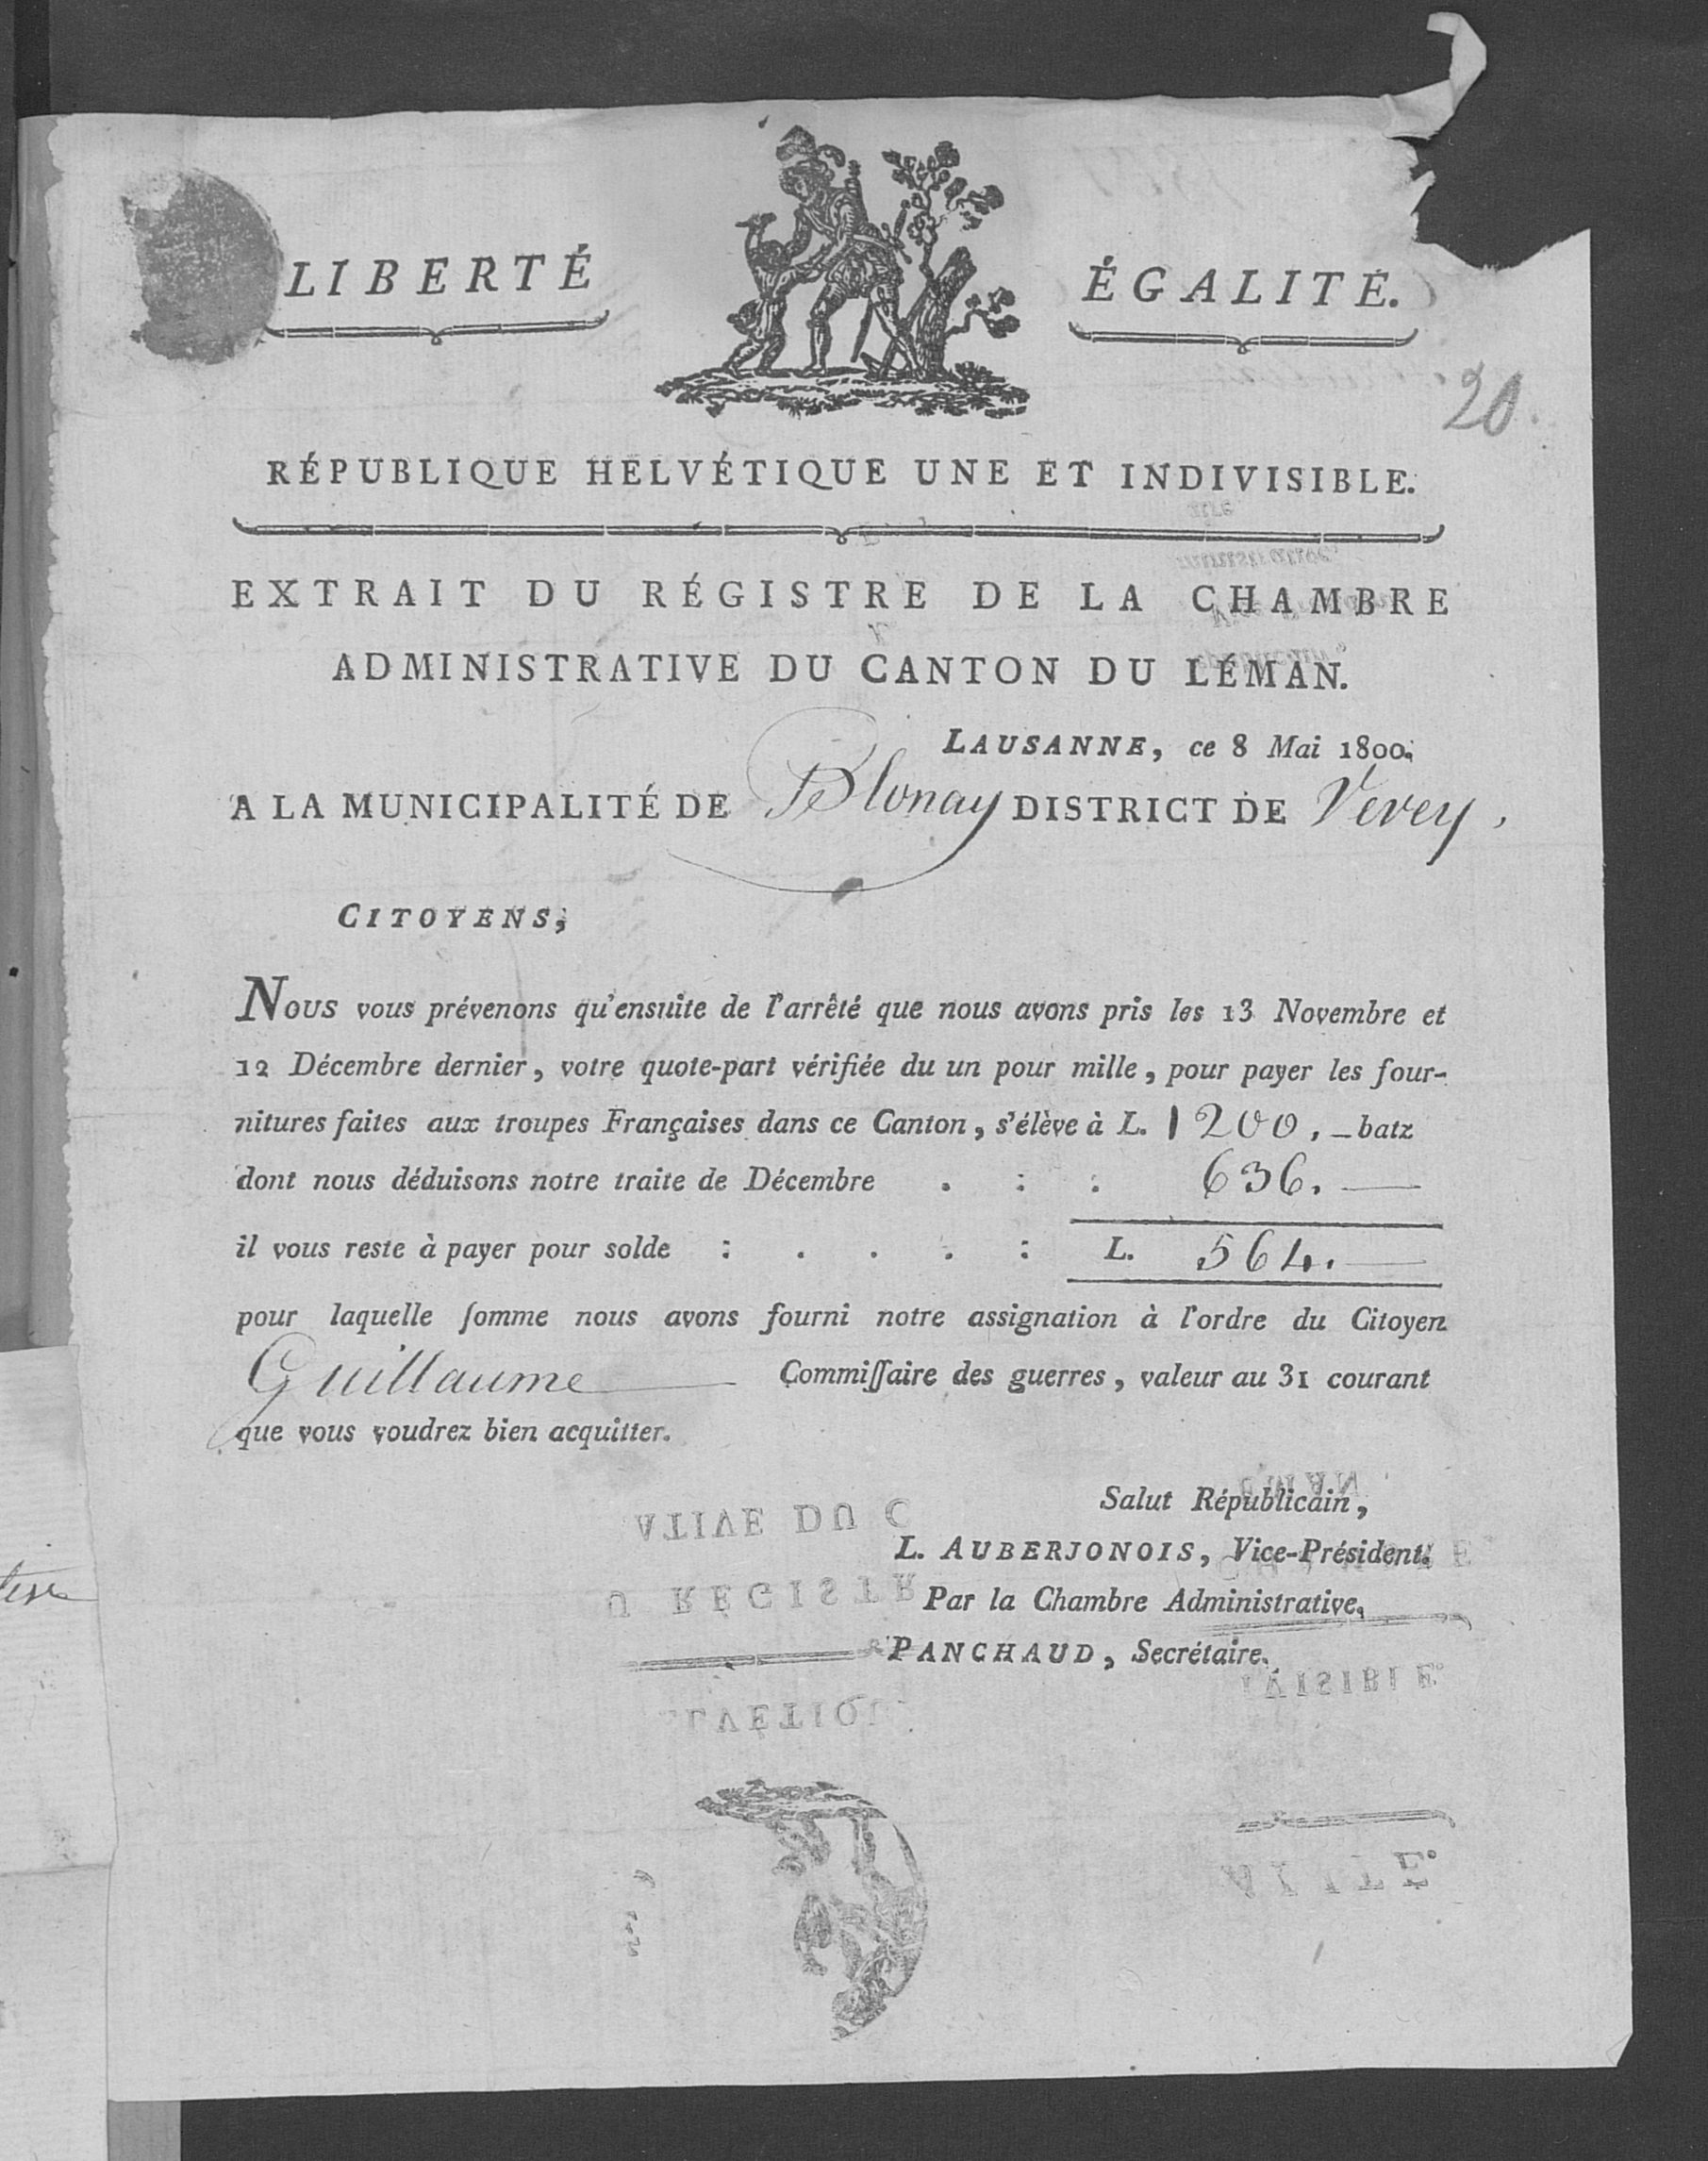 LIBERTÉ ÉGALITÉ.
20.
RÉPUBLIQUE HELVÉTIQUE UNE ET INDIVISIBLE.
EXTRAIT DU RÉGISTRE DE LA CHAMBRE
ADMINISTRATIVE DU CANTON DU LÉMAN.
LAUSANNE, ce 8 Mai 1800.
A LA MUNICIPALITÉ DE Blonay DISTRICT DE Vevey,
CITOYENS,
Nous vous prévenons qu'ensuite de l'arrêté que nous avons pris les 13 Novembre et
12 Décembre dernier, votre quote-part vérifiée du un pour mille, pour payer les four-
nitures faites aux troupes Françaises dans ce Canton, s'élève à L. 1200. — batz
dont nous déduisons notre traite de Décembre . : . 636. —
il vous reste à payer pour solde : . . . : L. 564. —
pour laquelle ſomme nous avons fourni notre assignation à l'ordre du Citoyen
Guillaume Commiſſaire des guerres, valeur au 31 courant
que vous voudrez bien acquitter.
Salut Républicain,
L. AUBERJONOIS, Vice-Président.
Par la Chambre Administrative,
PANCHAUD, Secrétaire.